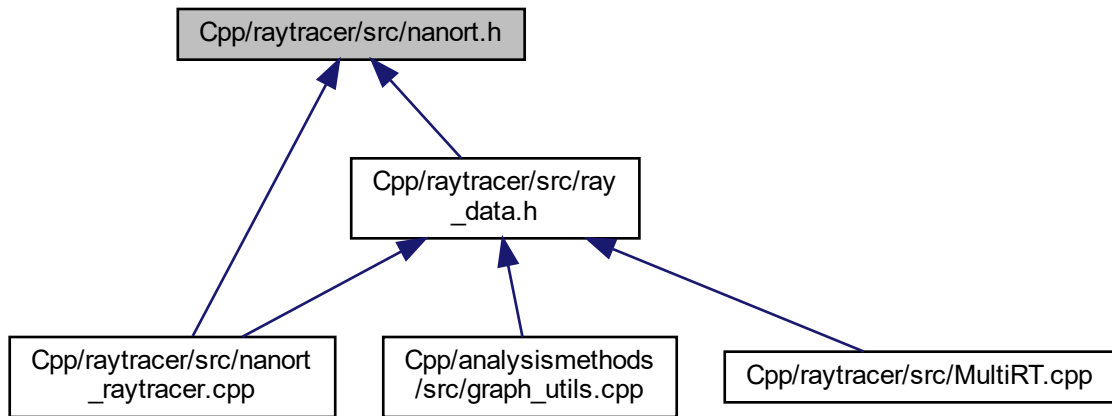 Cpp/raytracer/src/nanort.h
Cpp/raytracer/src/ray
_data.h
Cpp/raytracer/src/nanort
_raytracer.cpp
Cpp/analysismethods
/src/graph_utils.cpp
Cpp/raytracer/src/MultiRT.cpp